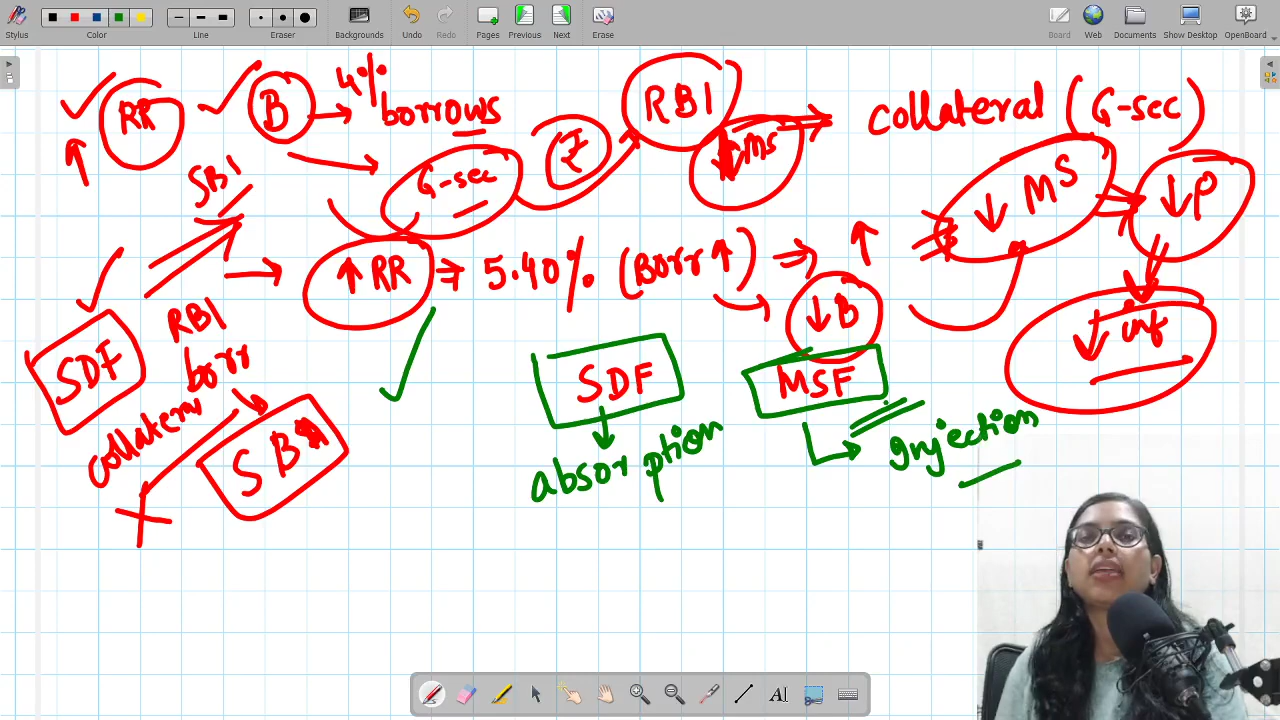 Stylus Color Line Eraser Backgrounds Undo Redo Pages Previous Next Erase Board Web Documents Show Desktop OpenBoard
RR B → 4% borrows RBI ⇒ collateral (G-sec)
↑ G-sec ₹ ↓ MS ↓ MS ⇒ ↓ P
SBI
→ ↑ RR ⇒ 5.40% (Borr ↑) ⇒ ↓ B ↑ ⇒
↓ inf
RBI
borr
SDF
collateral
SB
SDF MSF
absorption injection